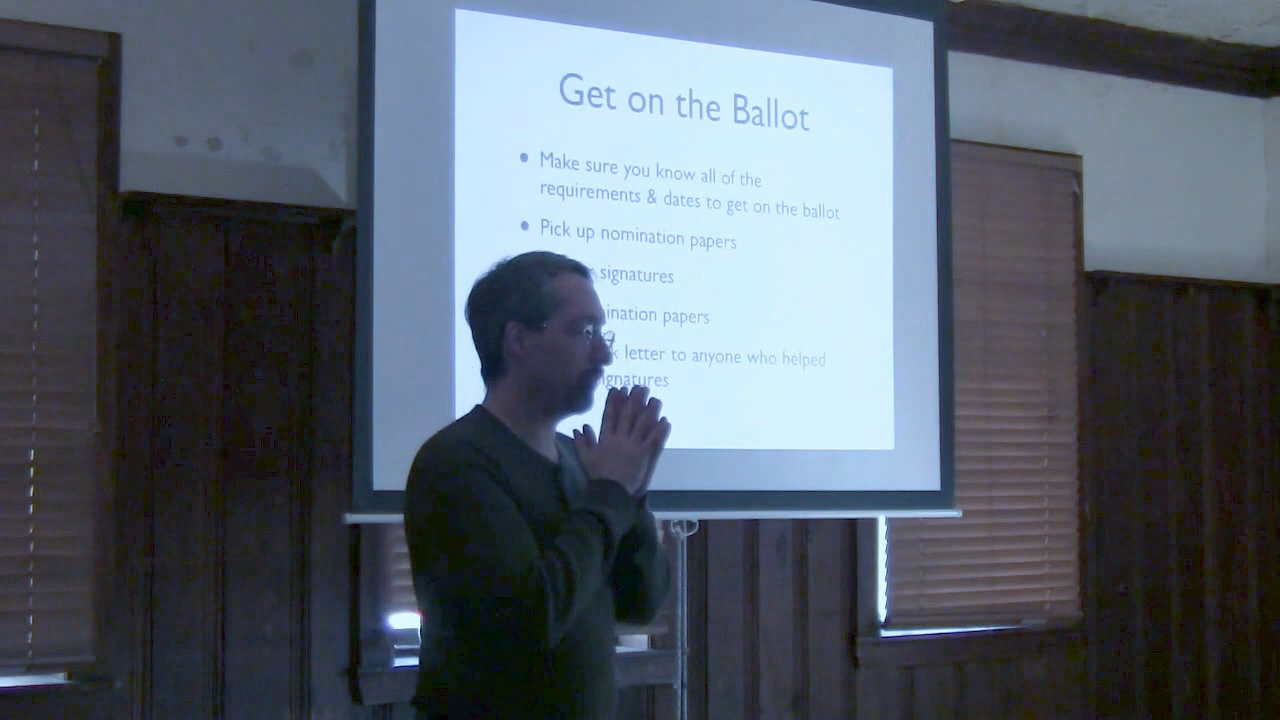 Get on the Ballot
• Make sure you know all of the
requirements & dates to get on the ballot
• Pick up nomination papers
signatures
papers
letter to anyone who helped
signatures